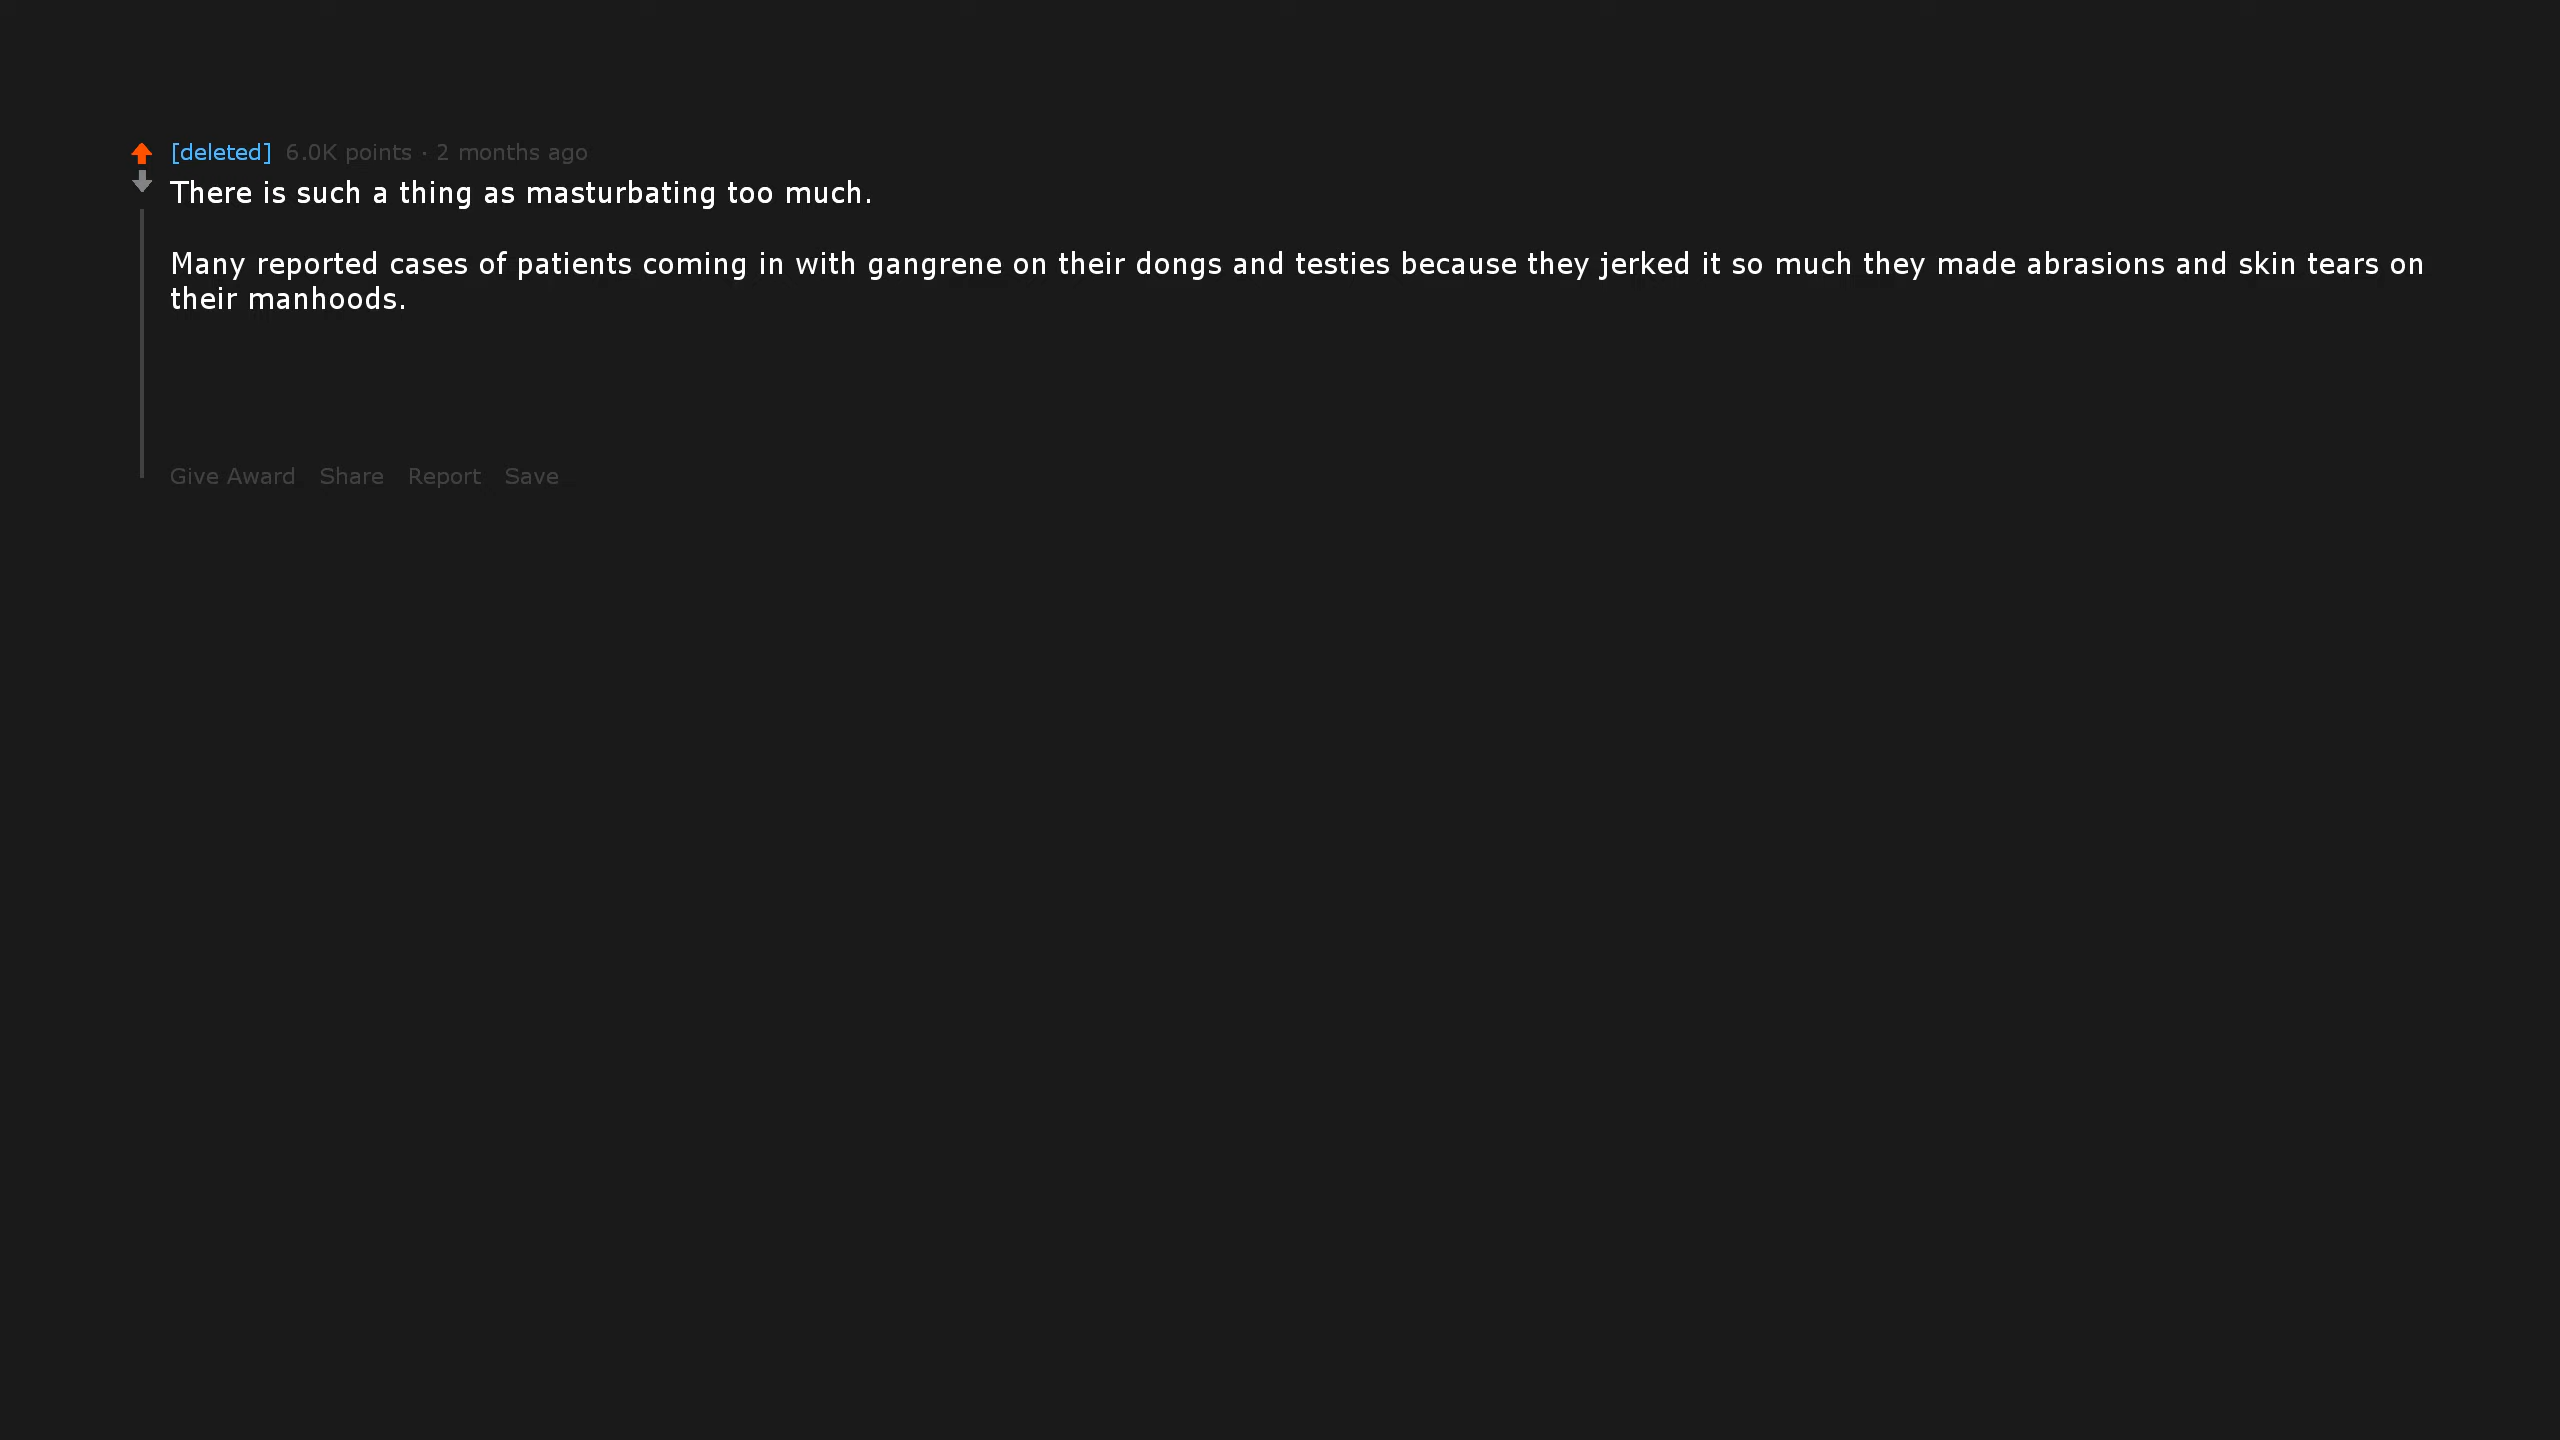 [deleted] 6.0K points · 2 months ago
There is such a thing as masturbating too much.
Many reported cases of patients coming in with gangrene on their dongs and testies because they jerked it so much they made abrasions and skin tears on
their manhoods.
Give Award Share Report Save